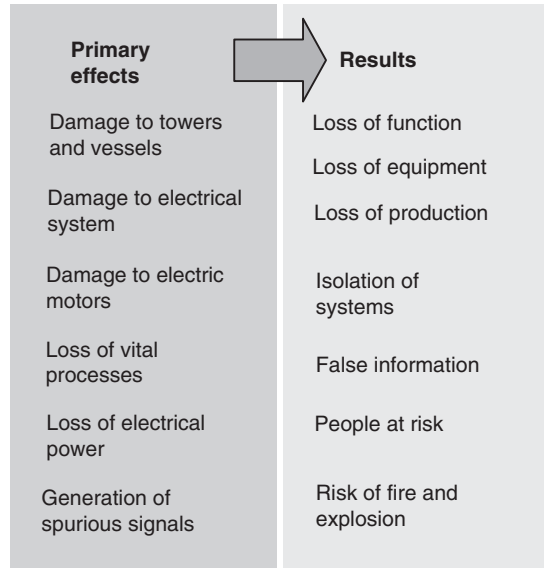 Primary
effects
Damage to towers
and vessels
Damage to electrical
system
Damage to electric
motors
Loss of vital
processes
Loss of electrical
power
Generation of
spurious signals
Results
Loss of function
Loss of equipment
Loss of production
Isolation of
systems
False information
People at risk
Risk of fire and
explosion